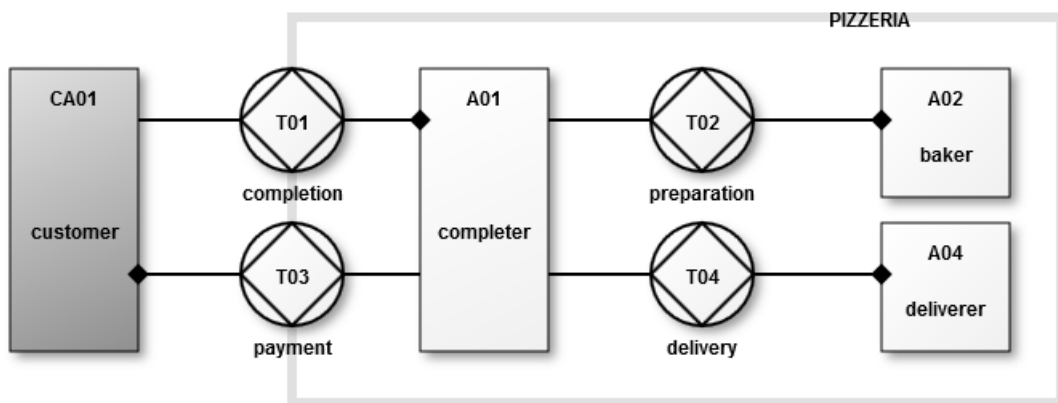 PIZZERIA
CA01
customer
T01
completion
A01
completer
T02
preparation
A02
baker
T03
payment
T04
delivery
A04
deliverer